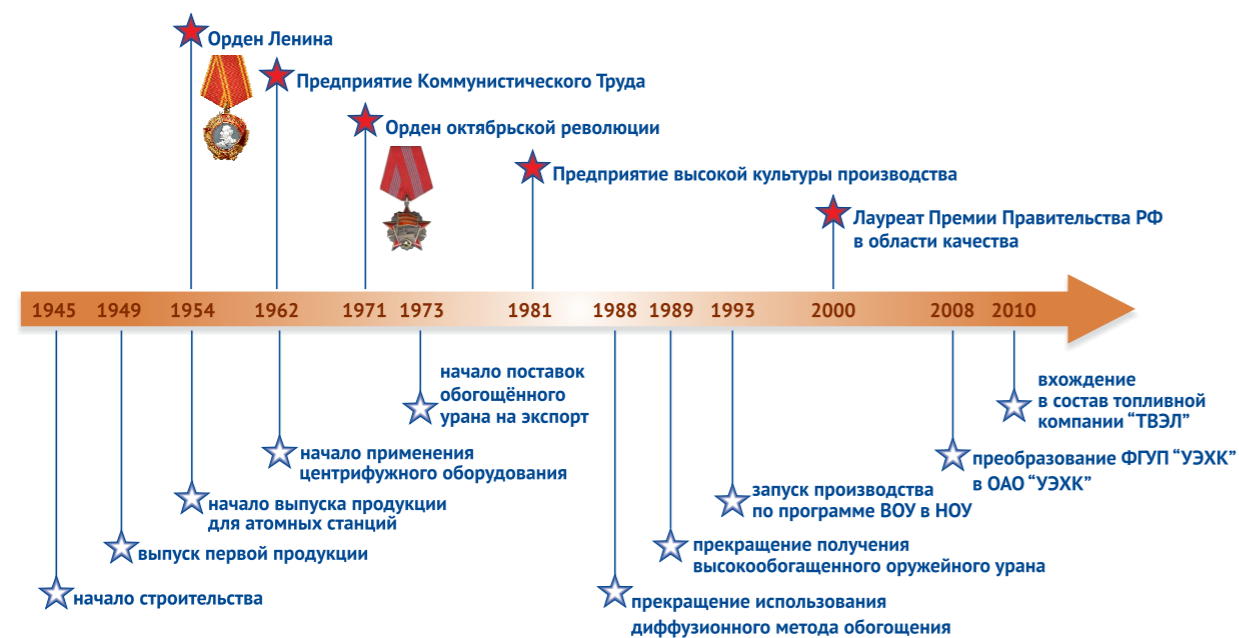 Орден Ленина
Предприятие Коммунистического Труда
Орден октябрьской революции
Предприятие высокой культуры производства
Лауреат Премии Правительства РФ
в области качества
1945 1949 1954 1962 1971 1973 1981 1988 1989 1993 2000 2008 2010
начало поставок
обогощённого
урана на экспорт
вхождение
в состав топливной
компании “ТВЭЛ”
начало применения
центрифужного оборудования
преобразование ФГУП “УЭХК”
в ОАО “УЭХК”
начало выпуска продукции
для атомных станций
запуск производства
по программе ВОУ в НОУ
выпуск первой продукции
прекращение получения
высокообогащенного оружейного урана
начало строительства
прекращение использования
диффузионного метода обогощения